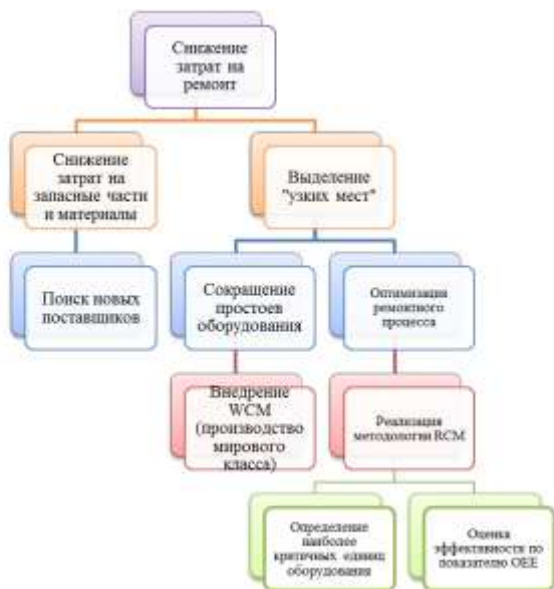 Снижение
затрат на
ремонт
Снижение
затрат на
запасные части
и материалы
Выделение
"узких мест"
Поиск новых
поставщиков
Сокращение
простоев
оборудования
Оптимизация
ремонтного
процесса
Внедрение
WCM
(производство
мирового
класса)
Реализация
методологии RCM
Определение
наиболее
критичных единиц
оборудования
Оценка
эффективности по
показателю OEE